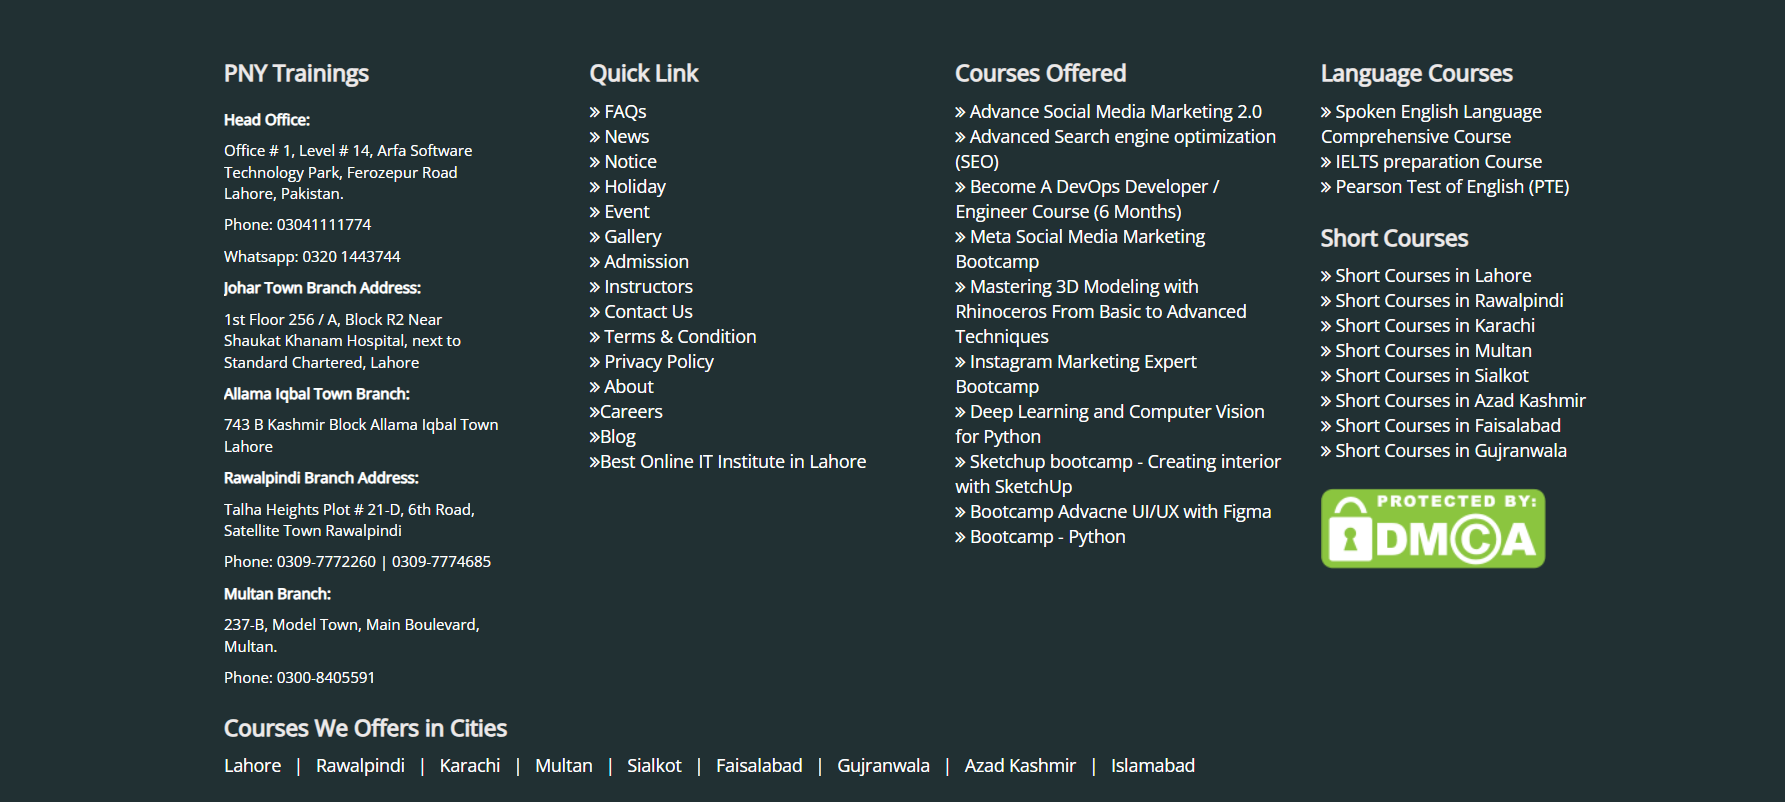 PNY Trainings
Head Office:
Office # 1, Level # 14, Arfa Software
Technology Park, Ferozepur Road
Lahore, Pakistan.
Phone: 03041111774
Whatsapp: 0320 1443744
Johar Town Branch Address:
1st Floor 256 / A, Block R2 Near
Shaukat Khanam Hospital, next to
Standard Chartered, Lahore
Allama Iqbal Town Branch:
743 B Kashmir Block Allama Iqbal Town
Lahore
Rawalpindi Branch Address:
Talha Heights Plot # 21-D, 6th Road,
Satellite Town Rawalpindi
Phone: 0309-7772260 | 0309-7774685
Multan Branch:
237-B, Model Town, Main Boulevard,
Multan.
Phone: 0300-8405591
Quick Link
» FAQs
» News
» Notice
» Holiday
» Event
» Gallery
» Admission
» Instructors
» Contact Us
» Terms & Condition
» Privacy Policy
» About
»Careers
»Blog
»Best Online IT Institute in Lahore
Courses Offered
» Advance Social Media Marketing 2.0
» Advanced Search engine optimization
(SEO)
» Become A DevOps Developer /
Engineer Course (6 Months)
» Meta Social Media Marketing
Bootcamp
» Mastering 3D Modeling with
Rhinoceros From Basic to Advanced
Techniques
» Instagram Marketing Expert
Bootcamp
» Deep Learning and Computer Vision
for Python
» Sketchup bootcamp - Creating interior
with SketchUp
» Bootcamp Advacne UI/UX with Figma
» Bootcamp - Python
Language Courses
» Spoken English Language
Comprehensive Course
» IELTS preparation Course
» Pearson Test of English (PTE)
Short Courses
» Short Courses in Lahore
» Short Courses in Rawalpindi
» Short Courses in Karachi
» Short Courses in Multan
» Short Courses in Sialkot
» Short Courses in Azad Kashmir
» Short Courses in Faisalabad
» Short Courses in Gujranwala
PROTECTED BY:
DMCA
Courses We Offers in Cities
Lahore | Rawalpindi | Karachi | Multan | Sialkot | Faisalabad | Gujranwala | Azad Kashmir | Islamabad